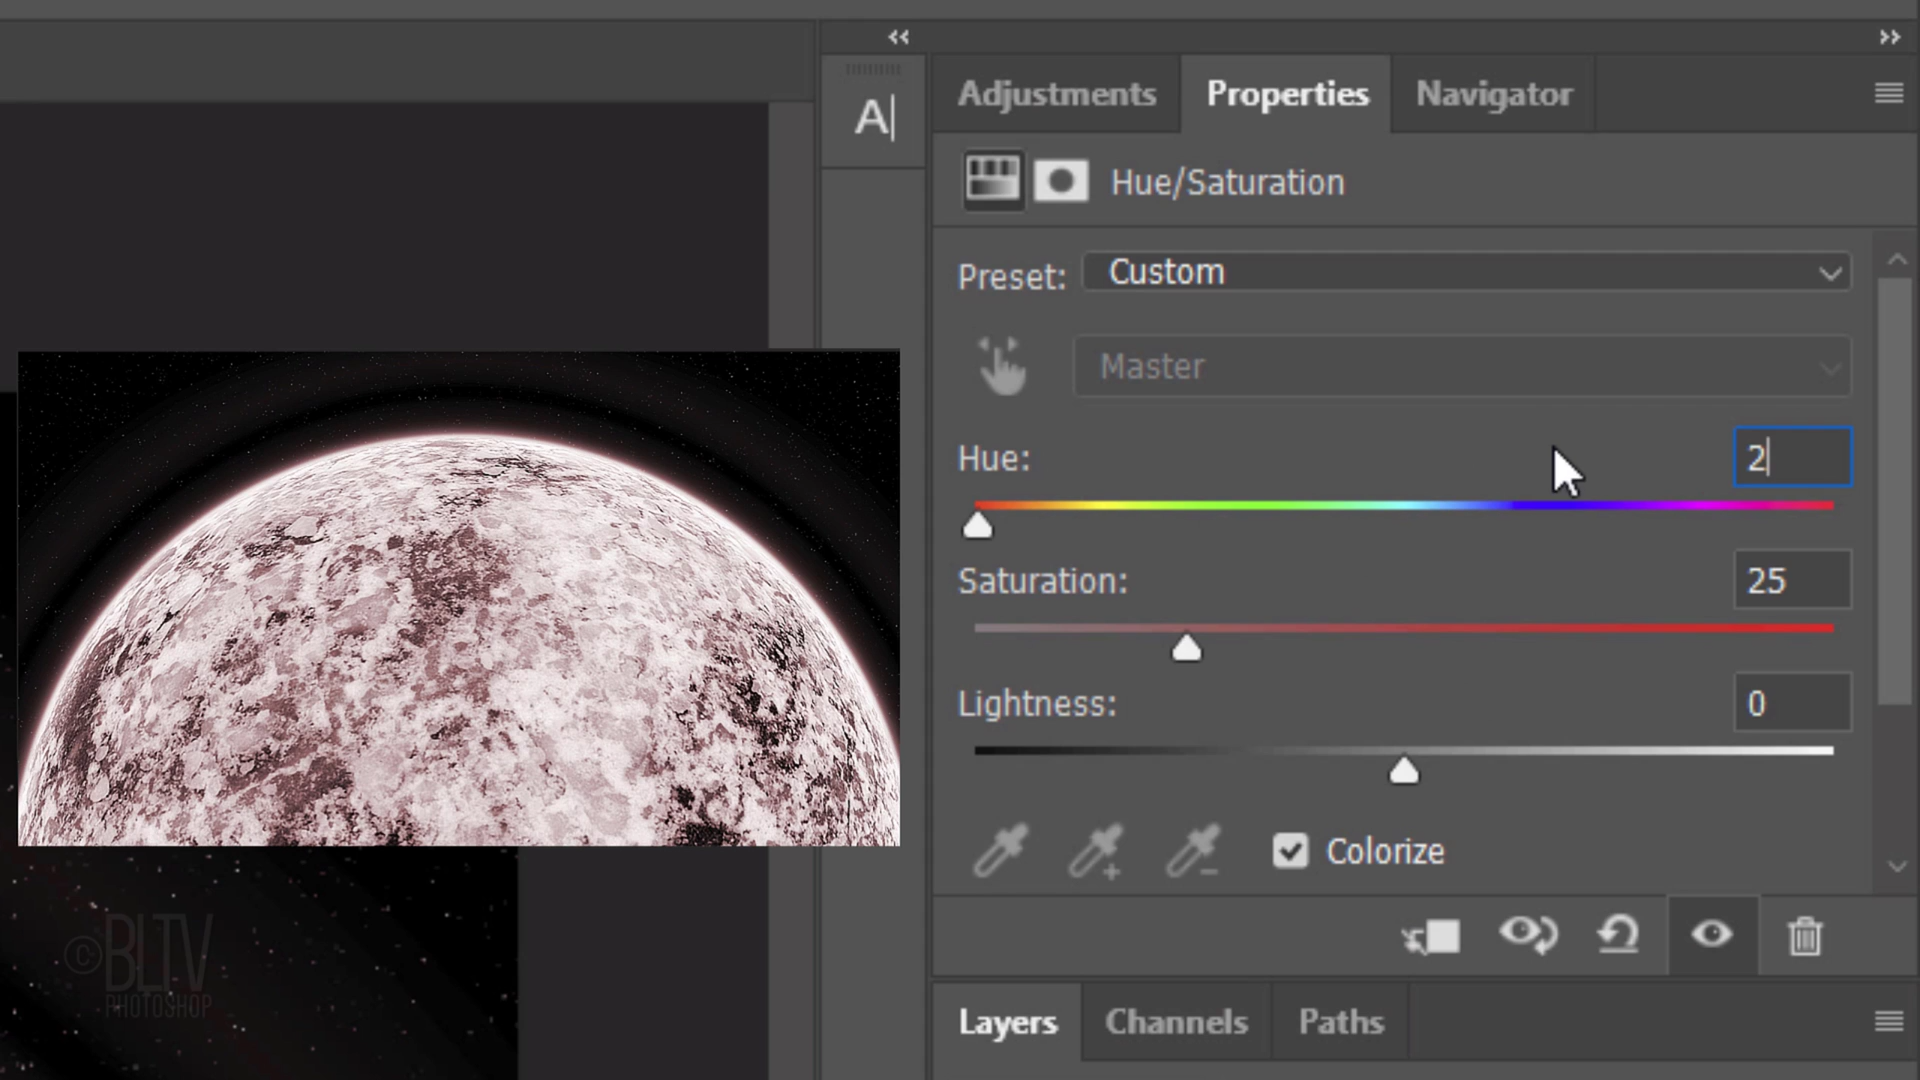 A
Adjustments Properties Navigator
Hue/Saturation
Preset: Custom
Master
Hue: 2
Saturation: 25
Lightness: 0
Colorize
©BLTV
PHOTOSHOP
Layers Channels Paths